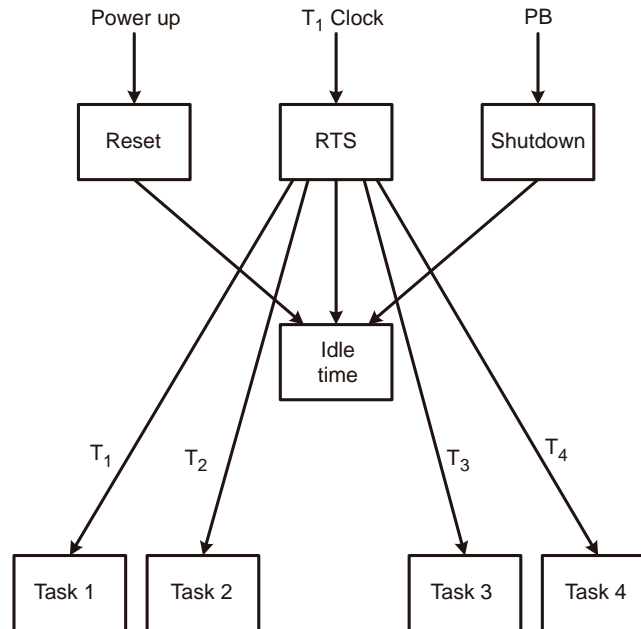 Power up
T₁ Clock
PB
Reset
RTS
Shutdown
Idle
time
T₁
T₂
T₃
T₄
Task 1
Task 2
Task 3
Task 4